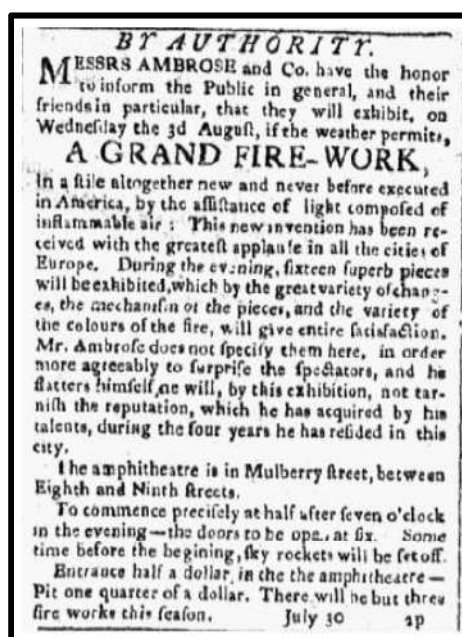 BY AUTHORITY.
MESSRS AMBROSE and Co. have the honor
to inform the Public in general, and their
friends in particular, that they will exhibit, on
Wedneſday the 3d Auguſt, if the weather permits,
A GRAND FIRE-WORK,
In a ſtile altogether new and never before executed
in America, by the aſſiſtance of light compoſed of
inflammable air : This new invention has been re-
ceived with the greateſt applauſe in all the cities of
Europe. During the evening, ſixteen ſuperb pieces
will be exhibited, which by the great variety of chang-
es, the mechaniſm of the pieces, and the variety of
the colours of the fire, will give entire ſatisfaction.
Mr. Ambroſe does not ſpecify them here, in order
more agreeably to ſurpriſe the ſpectators, and he
flatters himſelf, he will, by this exhibition, not tar-
niſh the reputation, which he has acquired by his
talents, during the four years he has reſided in this
city.
The amphitheatre is in Mulberry ſtreet, between
Eighth and Ninth ſtreets.
To commence preciſely at half after ſeven o'clock
in the evening—the doors to be open at ſix. Some
time before the begining, ſky rockets will be ſet off.
Entrance half a dollar in the the amphitheatre—
Pit one quarter of a dollar. There will be but three
fire works this ſeaſon. July 30 2p